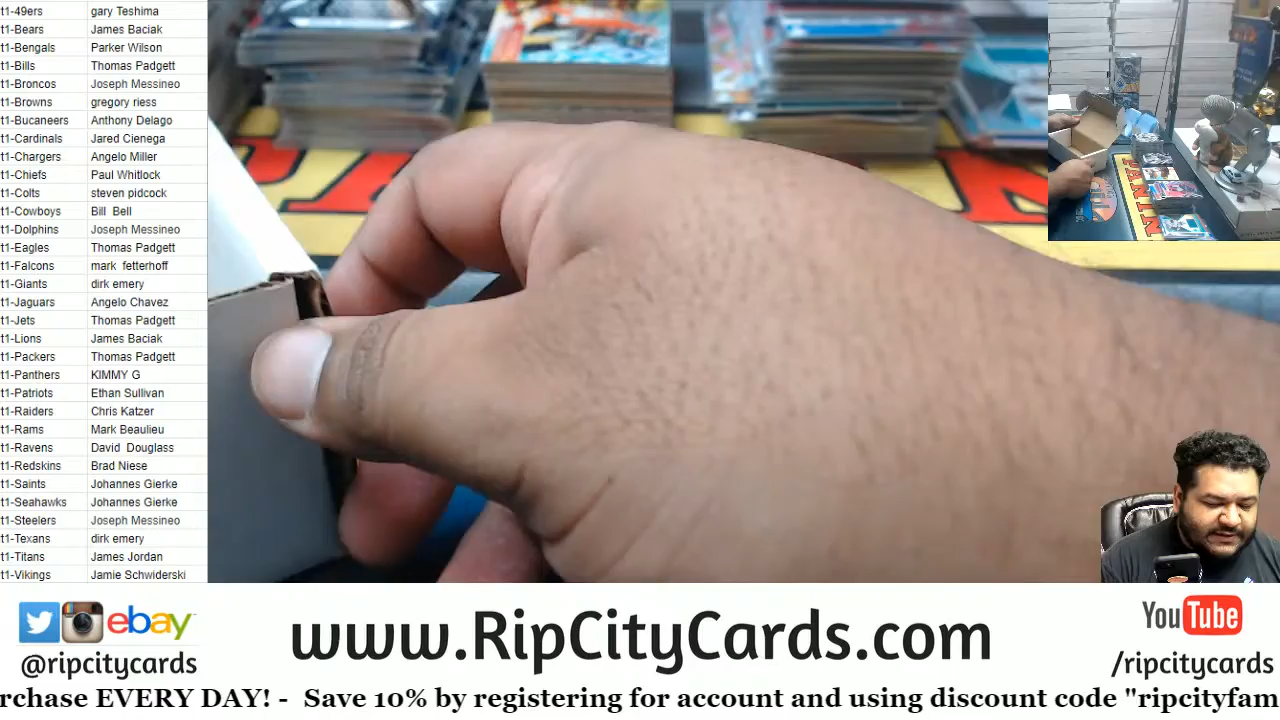 t1-49ers gary Teshima
t1-Bears James Baciak
t1-Bengals Parker Wilson
t1-Bills Thomas Padgett
t1-Broncos Joseph Messineo
t1-Browns gregory riess
t1-Bucaneers Anthony Delago
t1-Cardinals Jared Cienega
t1-Chargers Angelo Miller
t1-Chiefs Paul Whitlock
t1-Colts steven pidcock
t1-Cowboys Bill Bell
t1-Dolphins Joseph Messineo
t1-Eagles Thomas Padgett
t1-Falcons mark fetterhoff
t1-Giants dirk emery
t1-Jaguars Angelo Chavez
t1-Jets Thomas Padgett
t1-Lions James Baciak
t1-Packers Thomas Padgett
t1-Panthers KIMMY G
t1-Patriots Ethan Sullivan
t1-Raiders Chris Katzer
t1-Rams Mark Beaulieu
t1-Ravens David Douglass
t1-Redskins Brad Niese
t1-Saints Johannes Gierke
t1-Seahawks Johannes Gierke
t1-Steelers Joseph Messineo
t1-Texans dirk emery
t1-Titans James Jordan
t1-Vikings Jamie Schwiderski
PANINI
ebay
@ripcitycards
www.RipCityCards.com
YouTube
/ripcitycards
rchase EVERY DAY! - Save 10% by registering for account and using discount code "ripcityfam